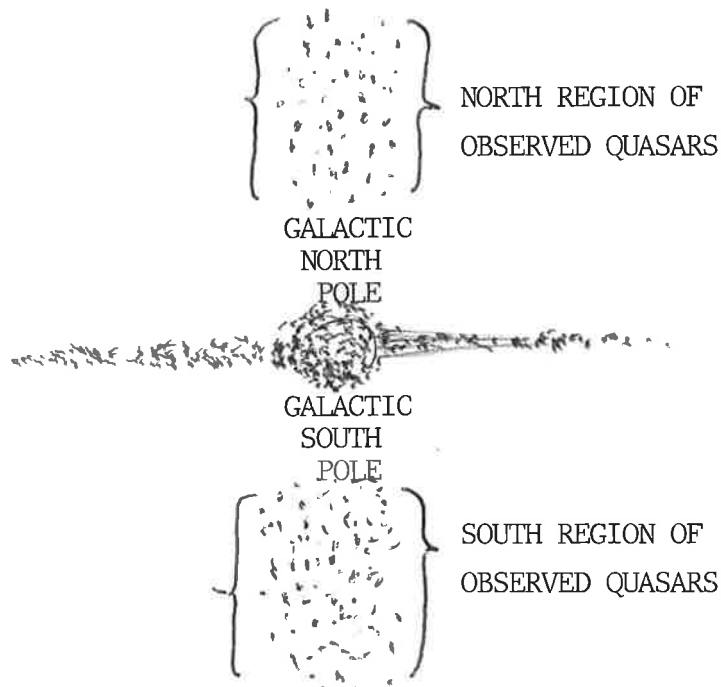 NORTH REGION OF
OBSERVED QUASARS
GALACTIC
NORTH
POLE
GALACTIC
SOUTH
POLE
SOUTH REGION OF
OBSERVED QUASARS